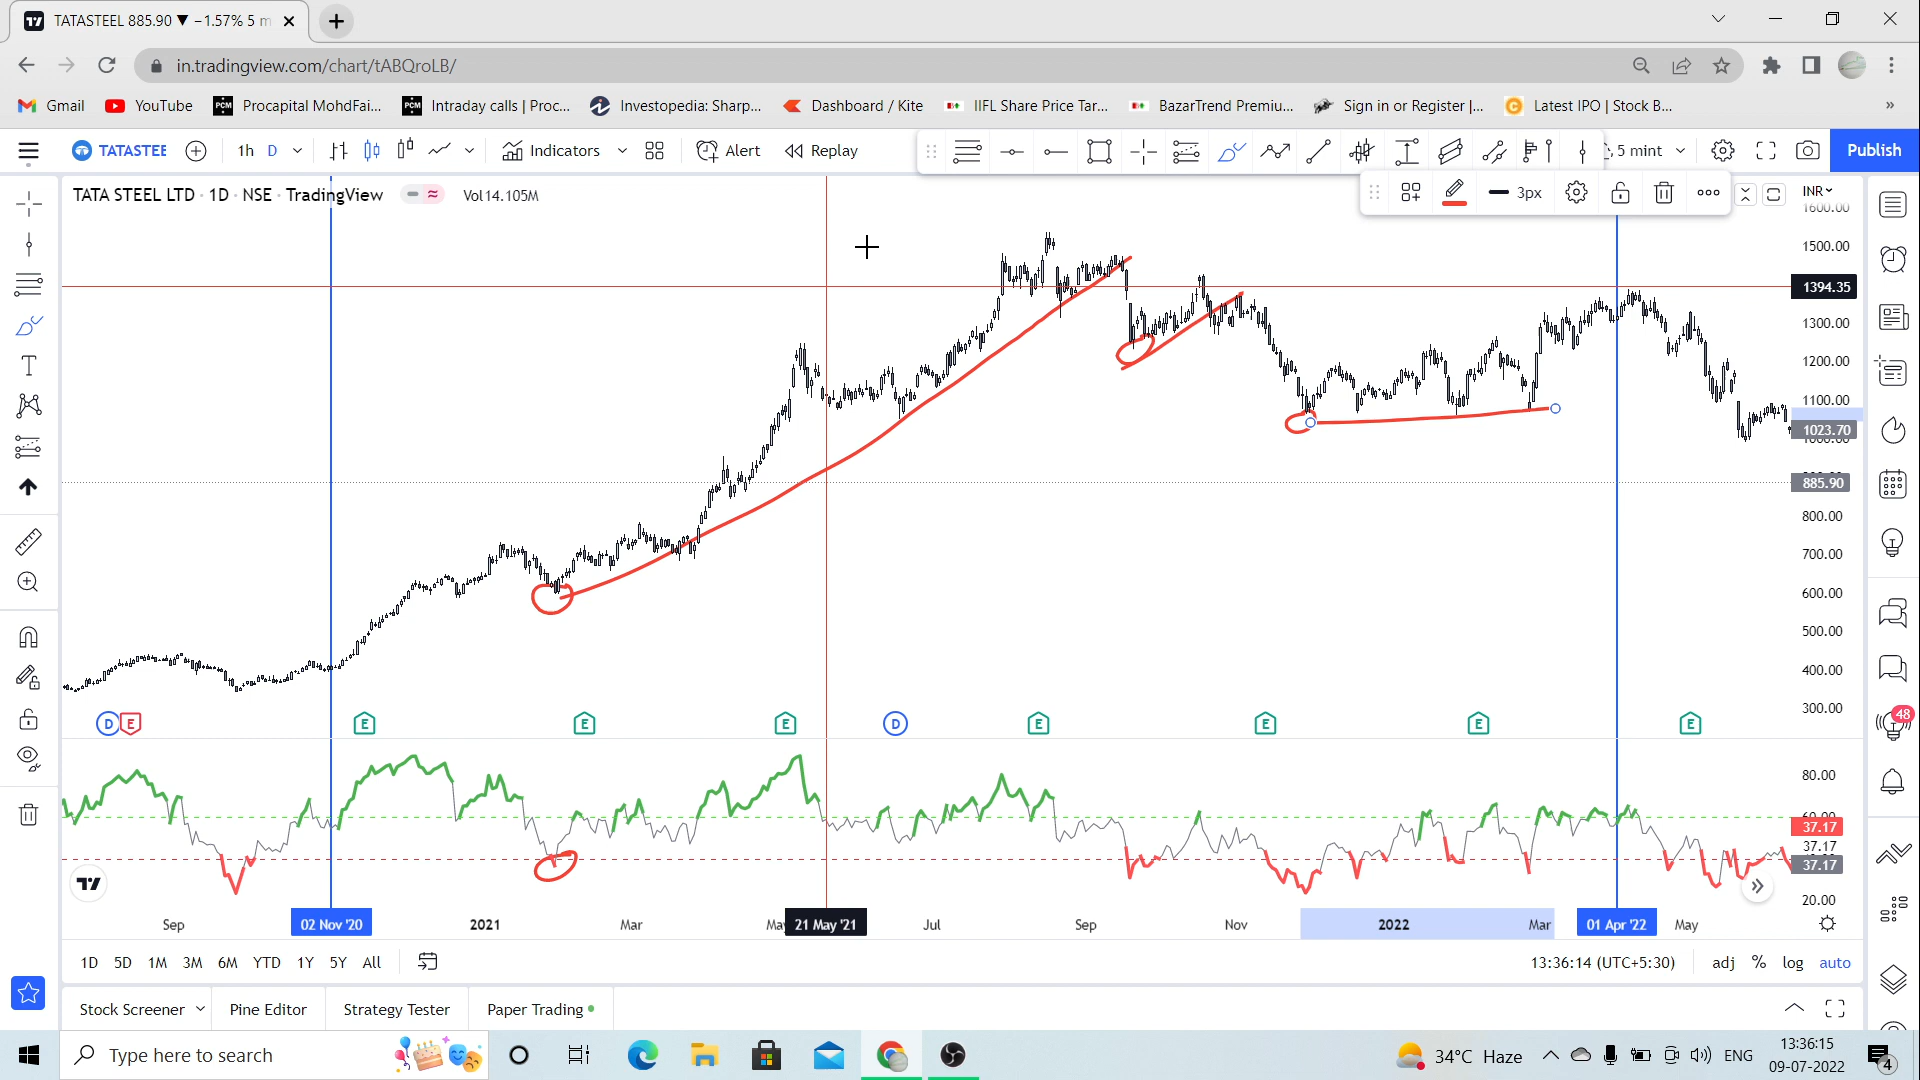 TATASTEEL 885.90 ▼ −1.57% 5 m
in.tradingview.com/chart/tABQroLB/
Gmail YouTube Procapital MohdFai... Intraday calls | Proc... Investopedia: Sharp... Dashboard / Kite IIFL Share Price Tar... BazarTrend Premiu... Sign in or Register |... Latest IPO | Stock B... »
TATASTEE 1h D Indicators Alert Replay 5 mint Publish
TATA STEEL LTD · 1D · NSE · TradingView Vol 14.105M
3px
INR
1600.00
1500.00
1394.35
1300.00
1200.00
1100.00
1023.70
885.90
800.00
700.00
600.00
500.00
400.00
300.00
D E E E E D E E E E
48
80.00
60.00
37.17
37.17
37.17
20.00
Sep 02 Nov '20 2021 Mar May 21 May '21 Jul Sep Nov 2022 Mar 01 Apr '22 May
1D 5D 1M 3M 6M YTD 1Y 5Y All 13:36:14 (UTC+5:30) adj % log auto
Stock Screener Pine Editor Strategy Tester Paper Trading
Type here to search 34°C Haze ENG 13:36:15
09-07-2022
4